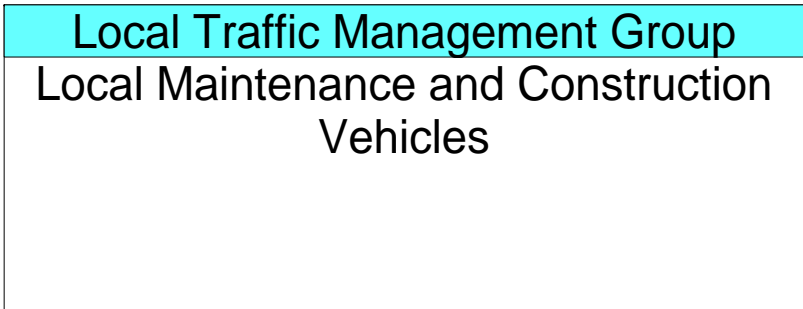 Local Traffic Management Group
Local Maintenance and Construction
Vehicles